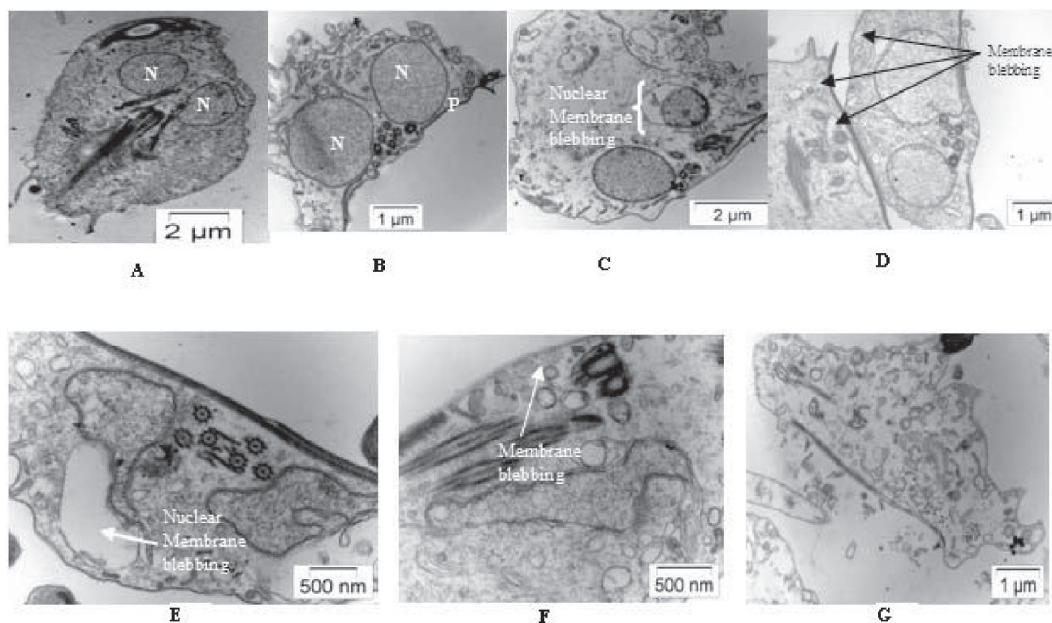 N
N
2 µm
A
N
N
P
1 µm
B
Nuclear
Membrane
blebbing
2 µm
C
Membrane
blebbing
1 µm
D
Nuclear
Membrane
blebbing
500 nm
E
Membrane
blebbing
500 nm
F
1 µm
G